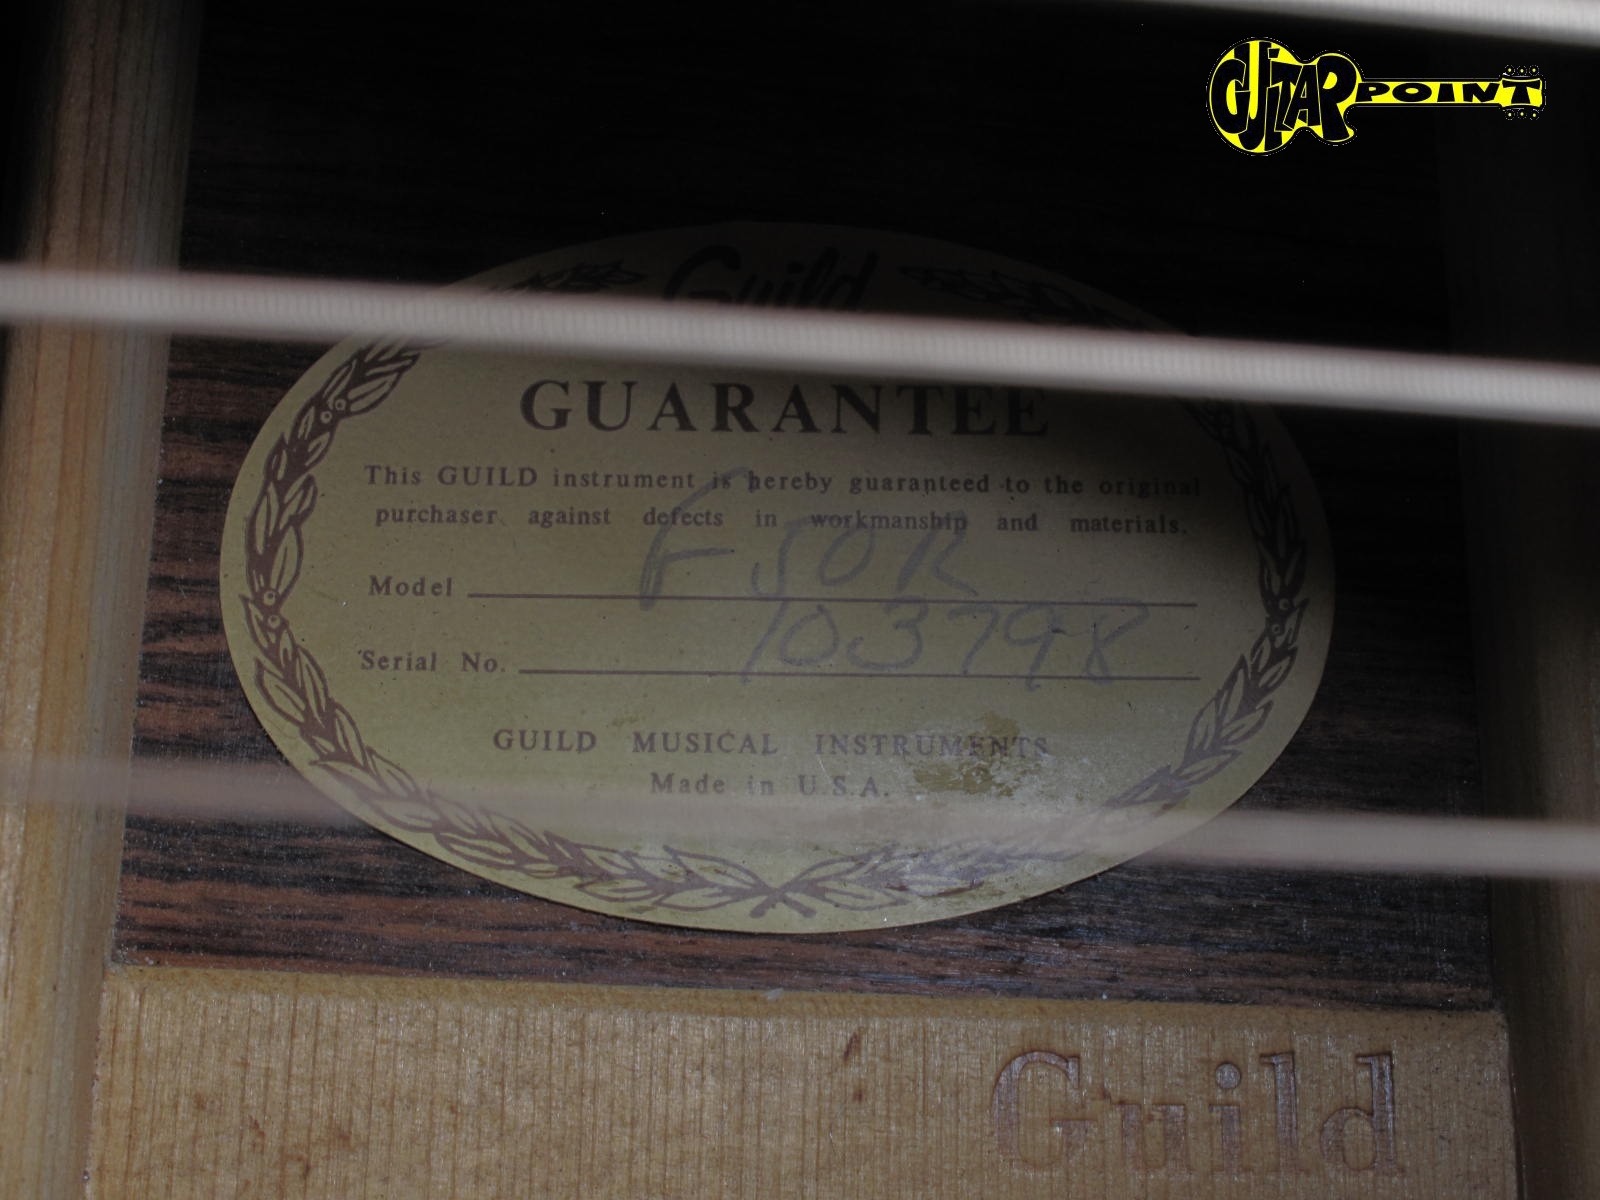 GUITARPOINT
Guild
GUARANTEE
This GUILD instrument is hereby guaranteed to the original
purchaser against defects in workmanship and materials.
Model F50R
Serial No. 103798
GUILD MUSICAL INSTRUMENTS
Made in U.S.A.
Guild